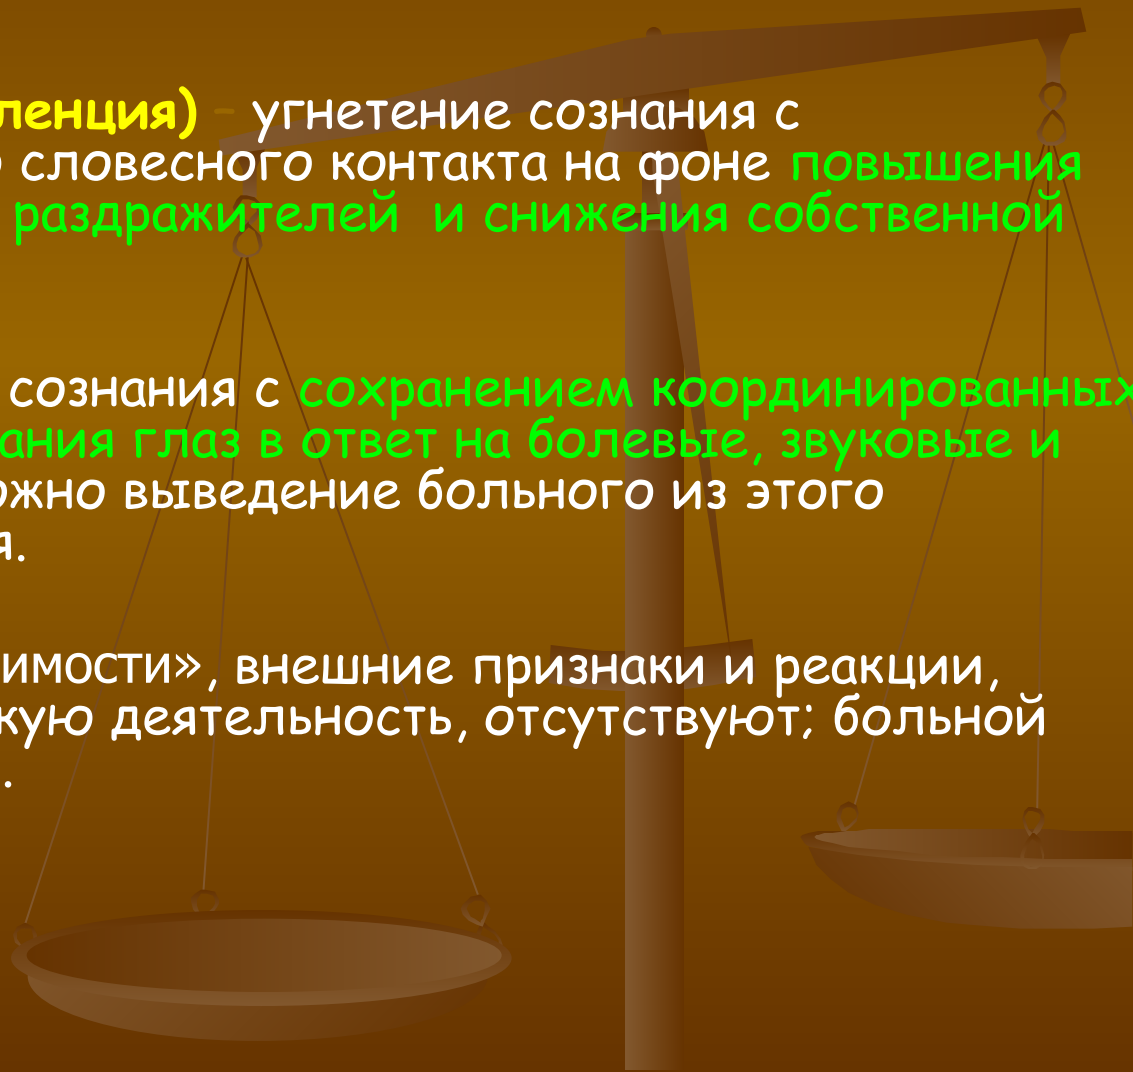 ленция) – угнетение сознания с
словесного контакта на фоне повышения
раздражителей и снижения собственной
сознания с сохранением координированных
ания глаз в ответ на болевые, звуковые и
ожно выведение больного из этого
я.
имости», внешние признаки и реакции,
кую деятельность, отсутствуют; больной
.